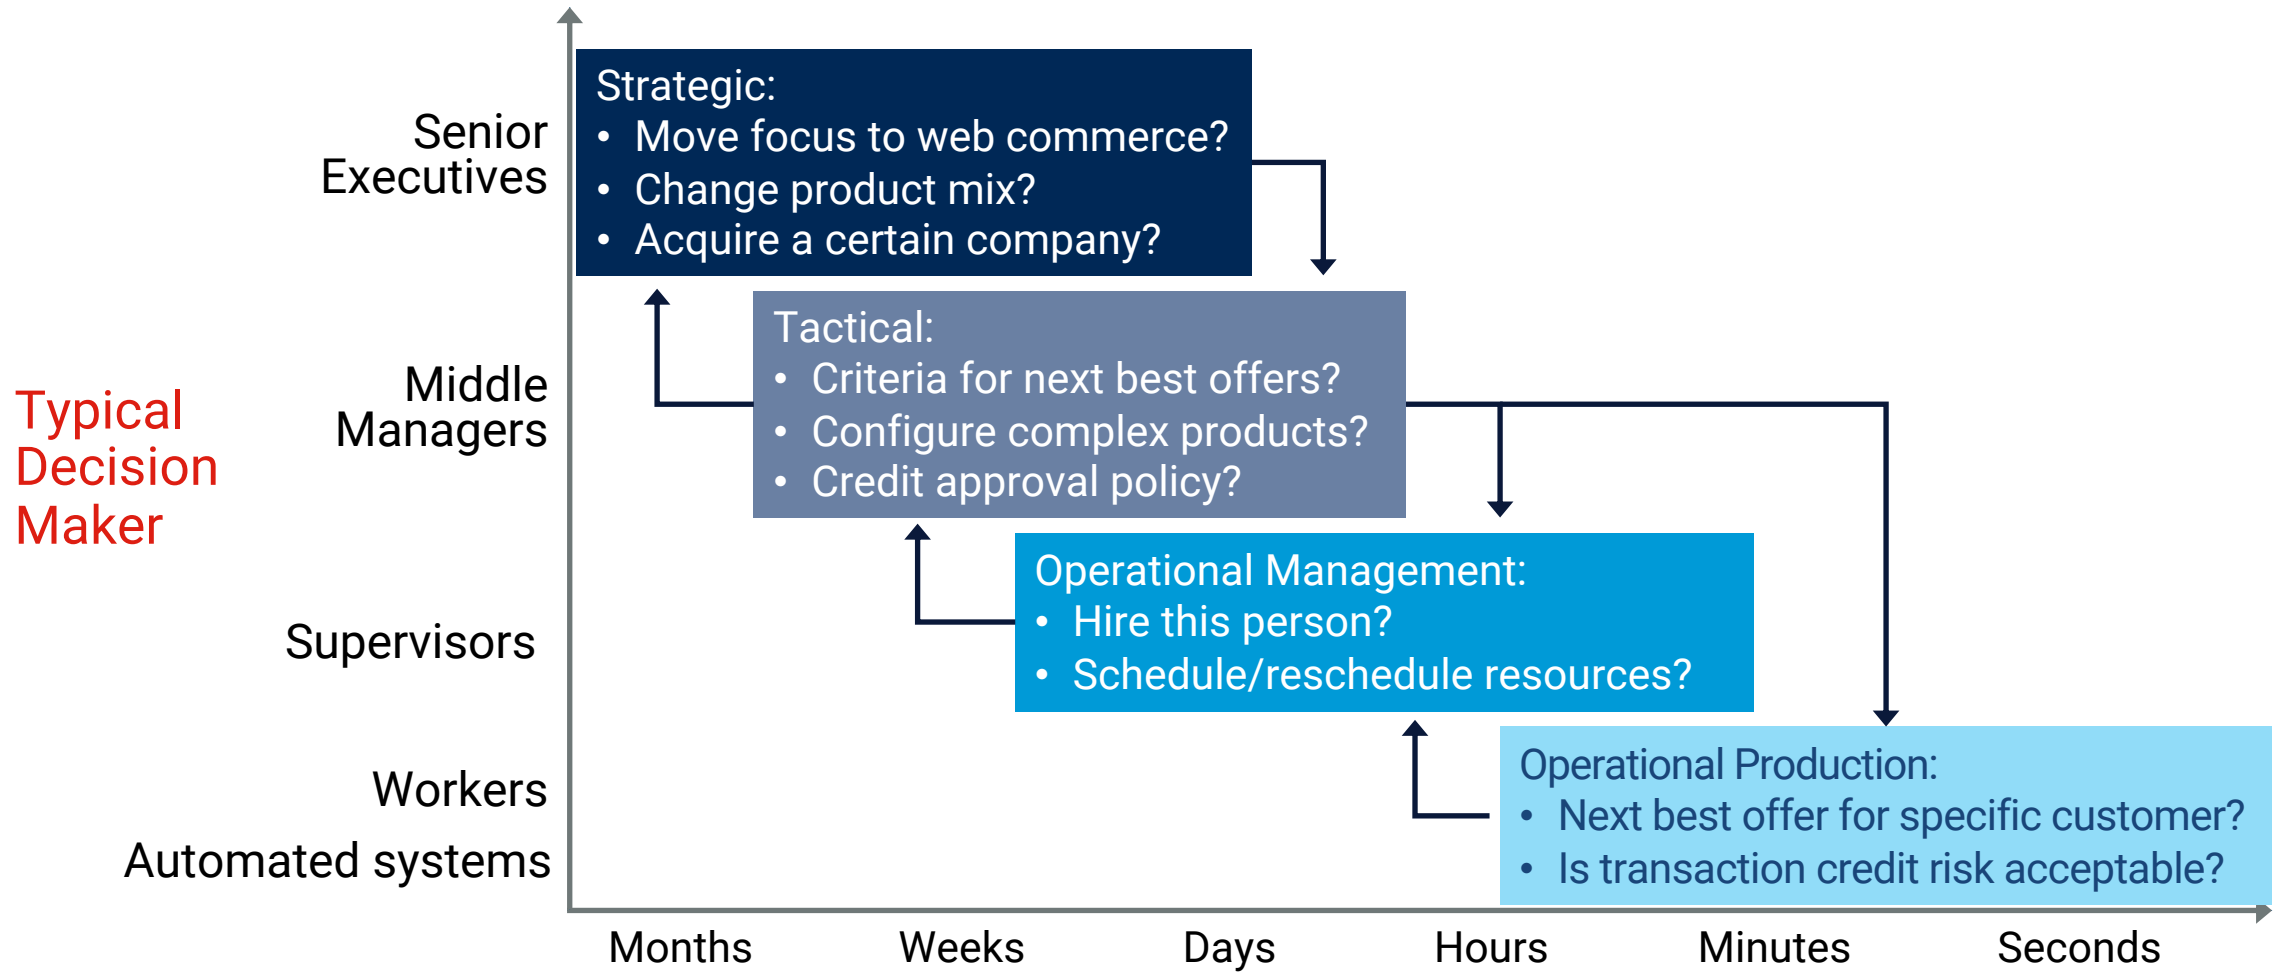 Typical
Decision
Maker
Senior
Executives
Middle
Managers
Supervisors
Workers
Automated systems
Strategic:
• Move focus to web commerce?
• Change product mix?
• Acquire a certain company?
Tactical:
• Criteria for next best offers?
• Configure complex products?
• Credit approval policy?
Operational Management:
• Hire this person?
• Schedule/reschedule resources?
Operational Production:
• Next best offer for specific customer?
• Is transaction credit risk acceptable?
Months Weeks Days Hours Minutes Seconds